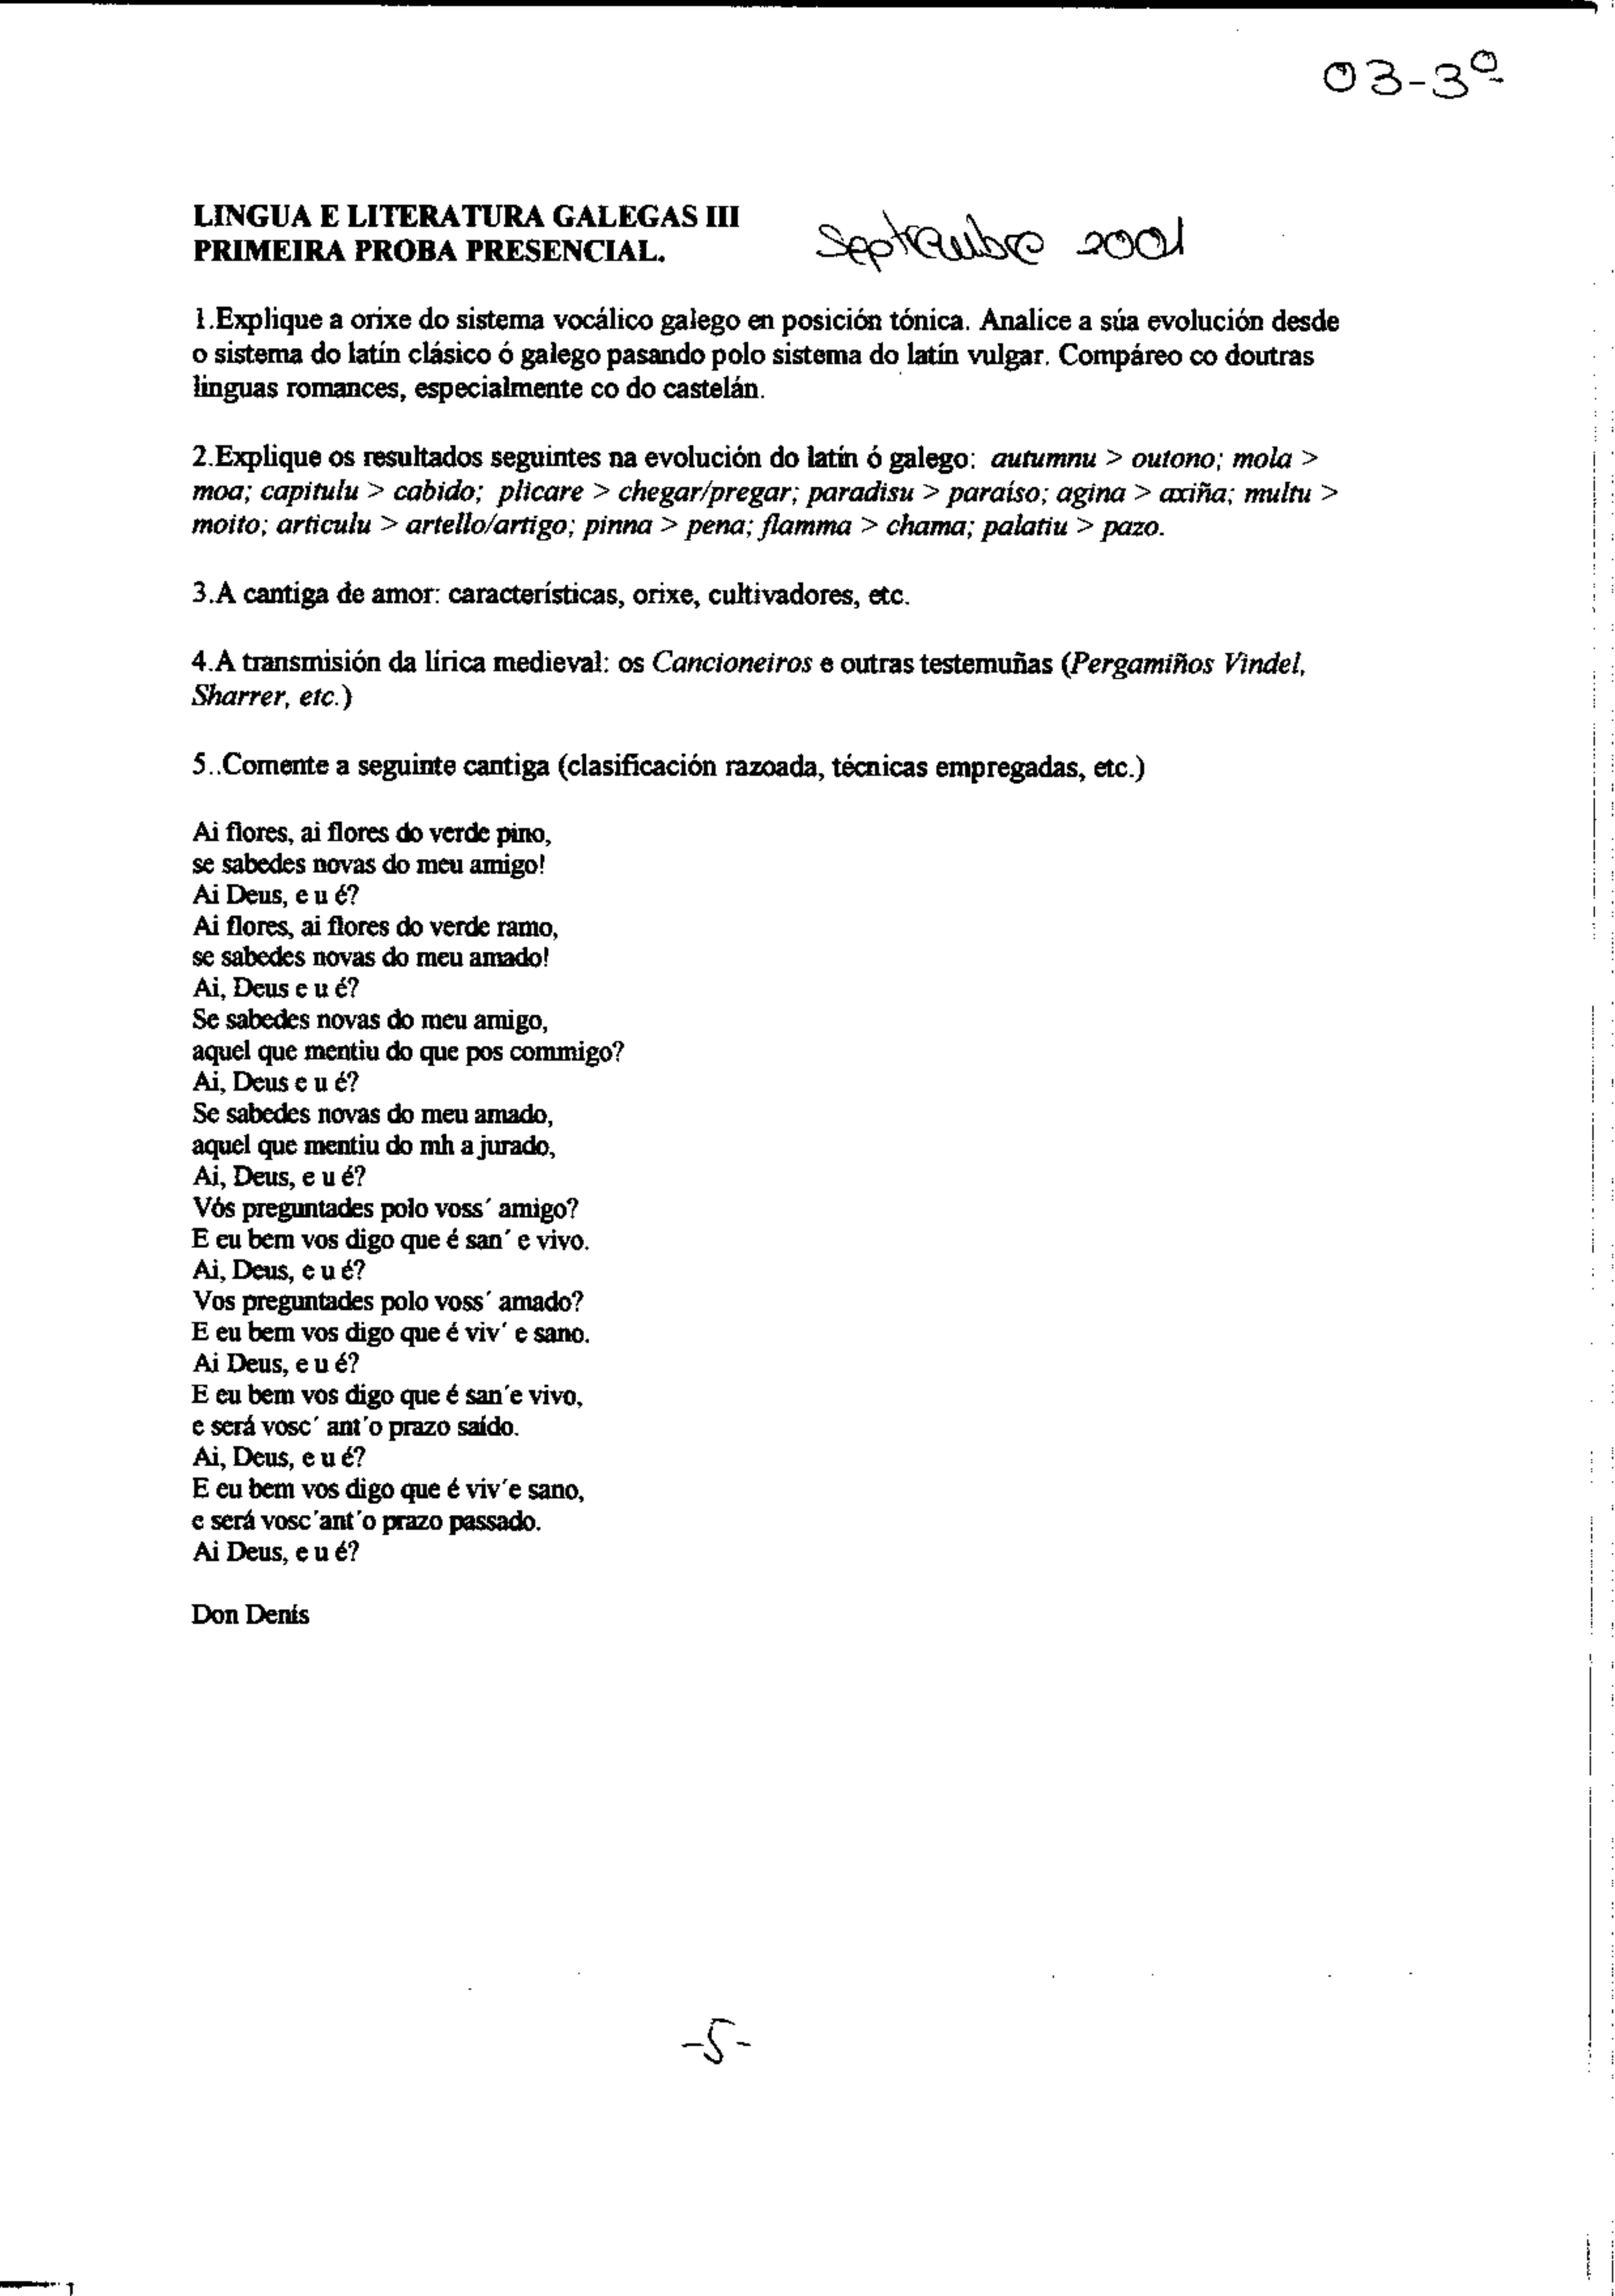 03-3º
LINGUA E LITERATURA GALEGAS III
PRIMEIRA PROBA PRESENCIAL.
Septiembre 2001
1.Explique a orixe do sistema vocálico galego en posición tónica. Analice a súa evolución desde
o sistema do latín clásico ó galego pasando polo sistema do latín vulgar. Compáreo co doutras
linguas romances, especialmente co do castelán.
2.Explique os resultados seguintes na evolución do latín ó galego: autumnu > outono; mola >
moa; capitulu > cabido; plicare > chegar/pregar; paradisu > paraíso; agina > axiña; multu >
moito; articulu > artello/artigo; pinna > pena; flamma > chama; palatiu > pazo.
3.A cantiga de amor: características, orixe, cultivadores, etc.
4.A transmisión da lírica medieval: os Cancioneiros e outras testemuñas (Pergamiños Vindel,
Sharrer, etc.)
5..Comente a seguinte cantiga (clasificación razoada, técnicas empregadas, etc.)
Ai flores, ai flores do verde pino,
se sabedes novas do meu amigo!
Ai Deus, e u é?
Ai flores, ai flores do verde ramo,
se sabedes novas do meu amado!
Ai, Deus e u é?
Se sabedes novas do meu amigo,
aquel que mentiu do que pos commigo?
Ai, Deus e u é?
Se sabedes novas do meu amado,
aquel que mentiu do mh a jurado,
Ai, Deus, e u é?
Vós preguntades polo voss´ amigo?
E eu bem vos digo que é san´ e vivo.
Ai, Deus, e u é?
Vos preguntades polo voss´ amado?
E eu bem vos digo que é viv´ e sano.
Ai Deus, e u é?
E eu bem vos digo que é san´e vivo,
e será vosc´ ant´o prazo saído.
Ai, Deus, e u é?
E eu bem vos digo que é viv´e sano,
e será vosc´ant´o prazo passado.
Ai Deus, e u é?
Don Denís
-5-